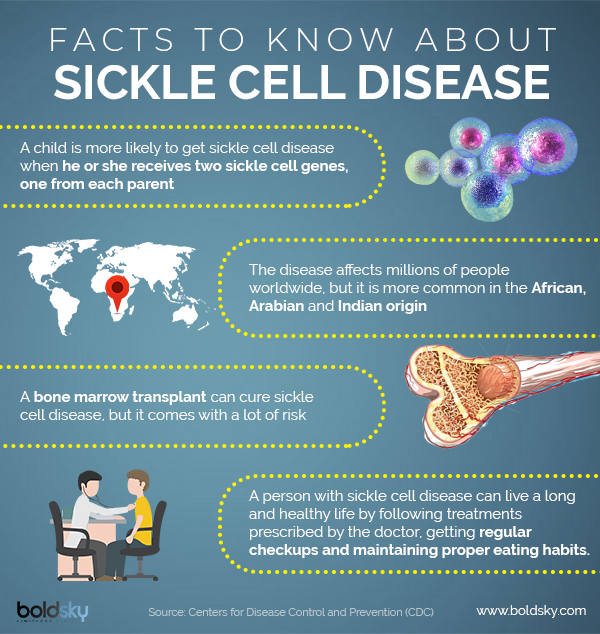 FACTS TO KNOW ABOUT
SICKLE CELL DISEASE
A child is more likely to get sickle cell disease
when he or she receives two sickle cell genes,
one from each parent
The disease affects millions of people
worldwide, but it is more common in the African,
Arabian and Indian origin
A bone marrow transplant can cure sickle
cell disease, but it comes with a lot of risk
A person with sickle cell disease can live a long
and healthy life by following treatments
prescribed by the doctor, getting regular
checkups and maintaining proper eating habits.
boldsky
Source: Centers for Disease Control and Prevention (CDC)
www.boldsky.com